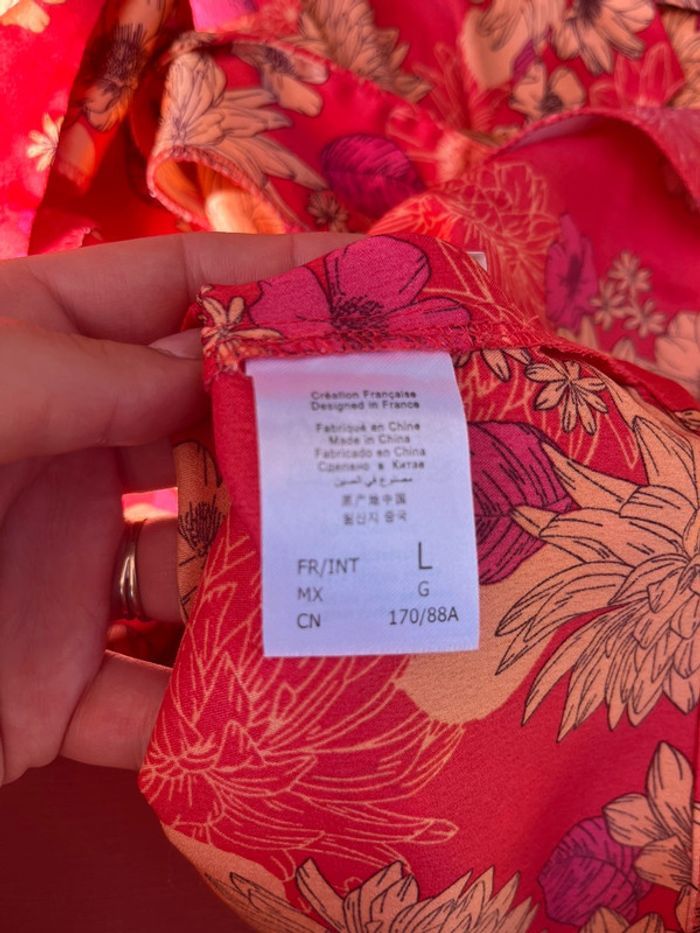 Création Française
Designed in France
Fabriqué en Chine
Made in China
Fabricado en China
Сделано в Китае
مصنوع في الصين
原产地中国
원산지 중국
FR/INT L
MX G
CN 170/88A